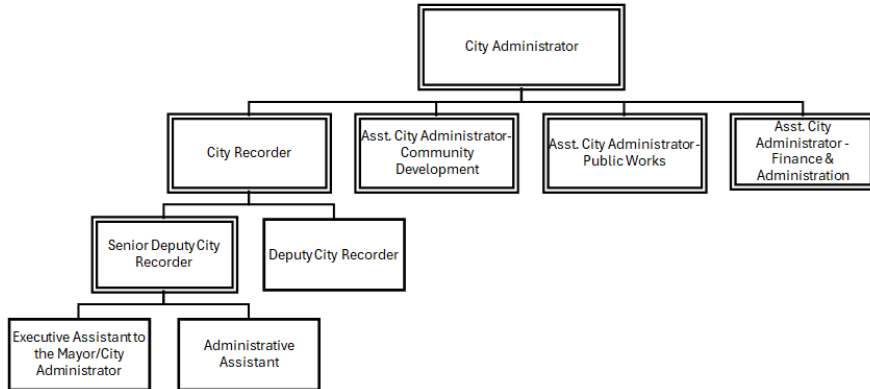 City Administrator
City Recorder
Asst. City Administrator-
Community
Development
Asst. City Administrator-
Public Works
Asst. City
Administrator-
Finance &
Administration
Senior Deputy City
Recorder
Deputy City Recorder
Executive Assistant to
the Mayor/City
Administrator
Administrative
Assistant